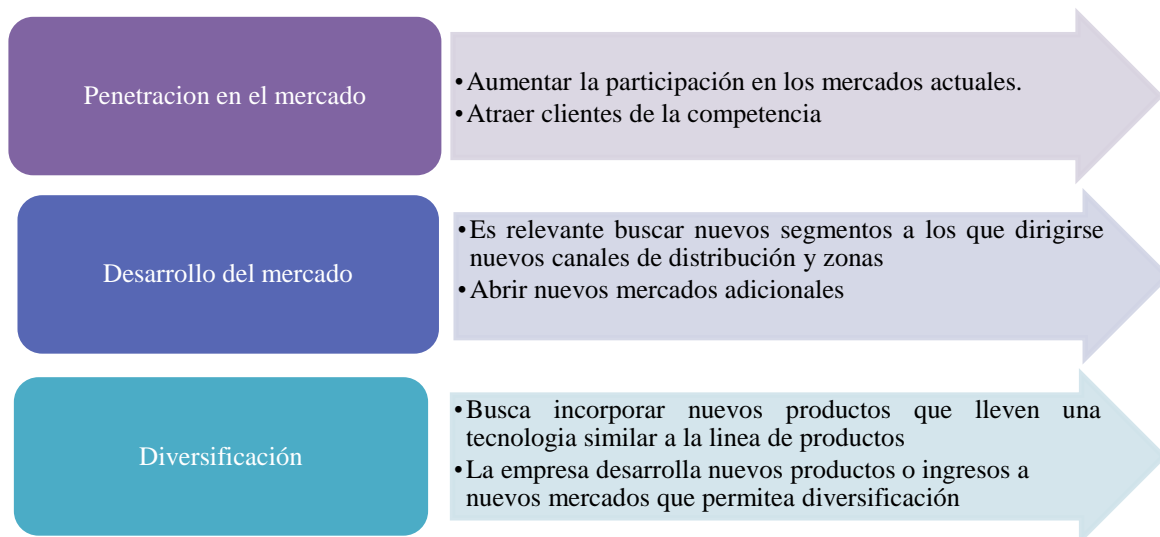 Penetracion en el mercado
•Aumentar la participación en los mercados actuales.
•Atraer clientes de la competencia
Desarrollo del mercado
•Es relevante buscar nuevos segmentos a los que dirigirse
nuevos canales de distribución y zonas
•Abrir nuevos mercados adicionales
Diversificación
•Busca incorporar nuevos productos que lleven una
tecnologia similar a la linea de productos
•La empresa desarrolla nuevos productos o ingresos a
nuevos mercados que permitea diversificación